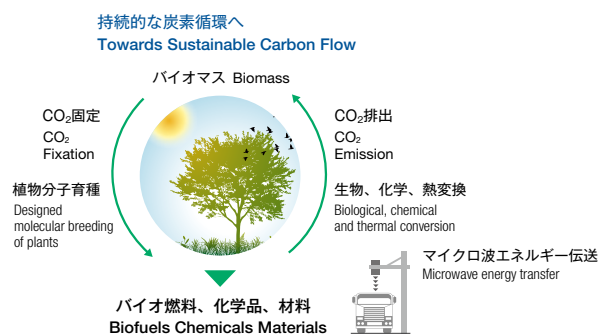 持続的な炭素循環へ
Towards Sustainable Carbon Flow
バイオマス Biomass
CO₂固定
CO₂
Fixation
植物分子育種
Designed
molecular breeding
of plants
CO₂排出
CO₂
Emission
生物、化学、熱変換
Biological, chemical
and thermal conversion
マイクロ波エネルギー伝送
Microwave energy transfer
バイオ燃料、化学品、材料
Biofuels Chemicals Materials